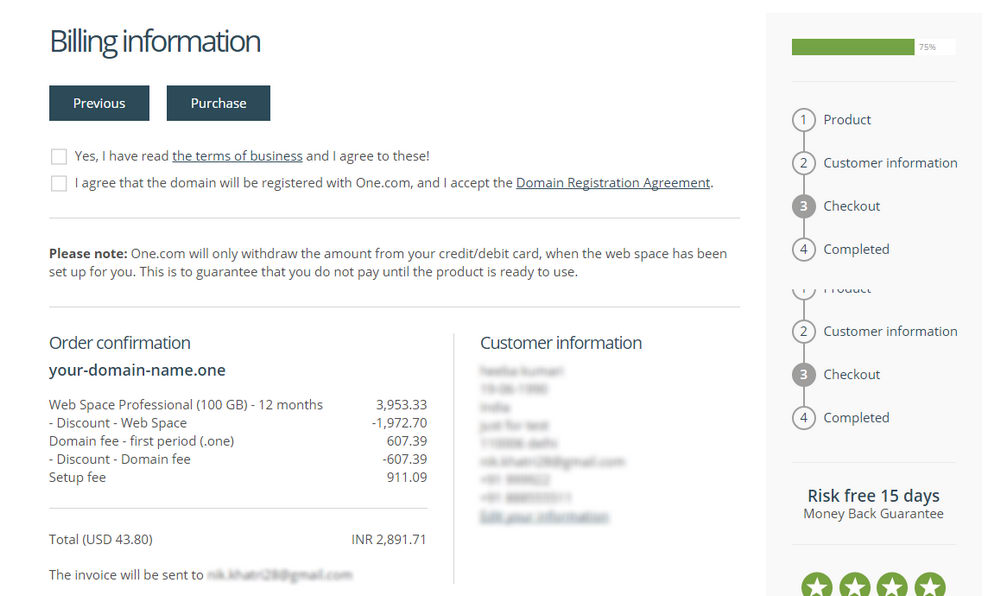 Billing information
Previous
Purchase
Yes, I have read the terms of business and I agree to these!
I agree that the domain will be registered with One.com, and I accept the Domain Registration Agreement.
Please note: One.com will only withdraw the amount from your credit/debit card, when the web space has been
set up for you. This is to guarantee that you do not pay until the product is ready to use.
Order confirmation
your-domain-name.one
Web Space Professional (100 GB) - 12 months 3,953.33
- Discount - Web Space -1,972.70
Domain fee - first period (.one) 607.39
- Discount - Domain fee -607.39
Setup fee 911.09
Total (USD 43.80) INR 2,891.71
The invoice will be sent to
Customer information
75%
1 Product
2 Customer information
3 Checkout
4 Completed
1 Product
2 Customer information
3 Checkout
4 Completed
Risk free 15 days
Money Back Guarantee